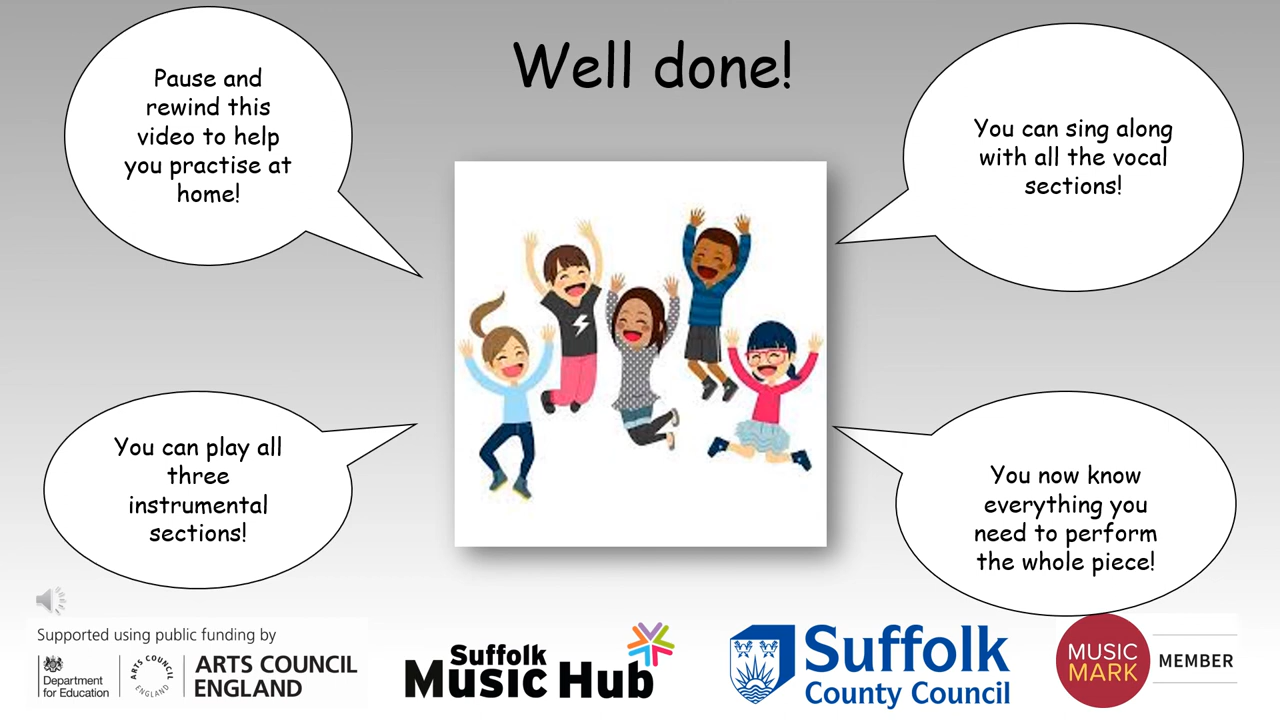 Well done!
Pause and
rewind this
video to help
you practise at
home!
You can sing along
with all the vocal
sections!
You can play all
three
instrumental
sections!
You now know
everything you
need to perform
the whole piece!
Supported using public funding by
Department
for Education
ARTS COUNCIL
ENGLAND
ARTS COUNCIL
ENGLAND
Suffolk
Music Hub
Suffolk
County Council
MUSIC
MARK
MEMBER